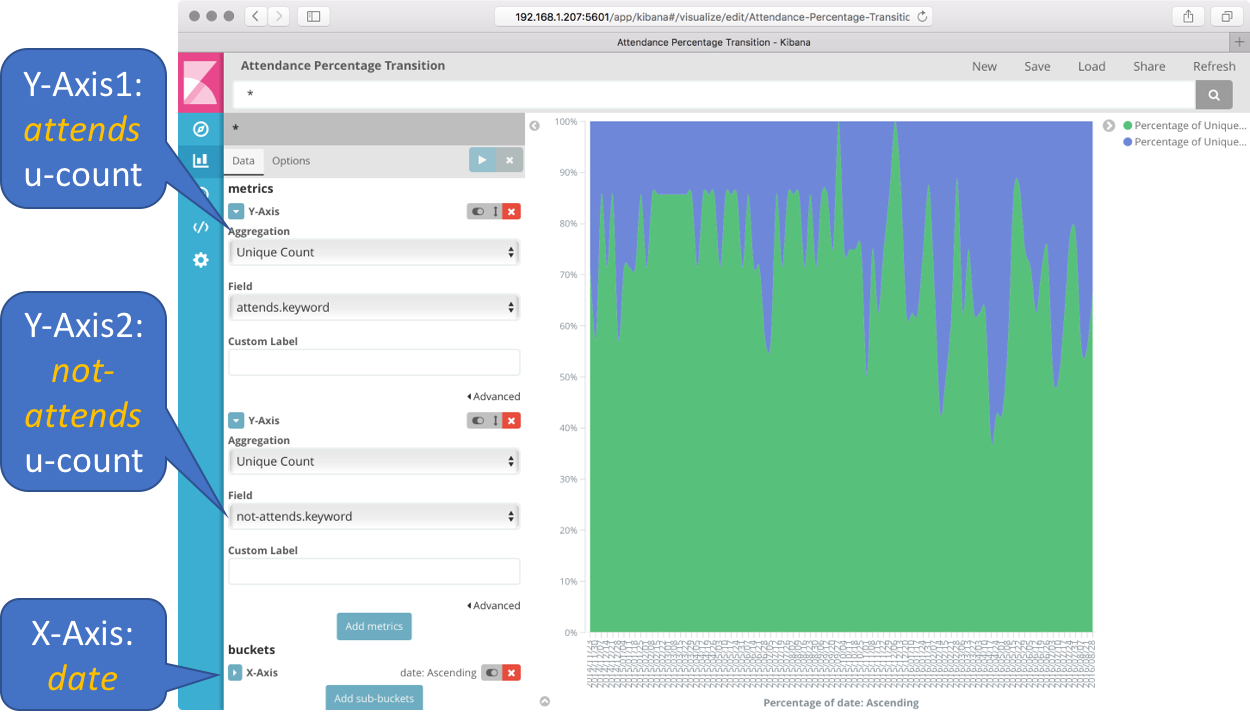 192.168.1.207:5601/app/kibana#/visualize/edit/Attendance-Percentage-Transitic
Attendance Percentage Transition - Kibana
Attendance Percentage Transition
New Save Load Share Refresh
*
*
Data Options
metrics
Y-Axis
Aggregation
Unique Count
Field
attends.keyword
Custom Label
Advanced
Y-Axis
Aggregation
Unique Count
Field
not-attends.keyword
Custom Label
Advanced
Add metrics
buckets
X-Axis
date: Ascending
Add sub-buckets
Y-Axis1:
attends
u-count
Y-Axis2:
not-
attends
u-count
X-Axis:
date
100%
90%
80%
70%
60%
50%
40%
30%
20%
10%
0%
Percentage of date: Ascending
Percentage of Unique...
Percentage of Unique...